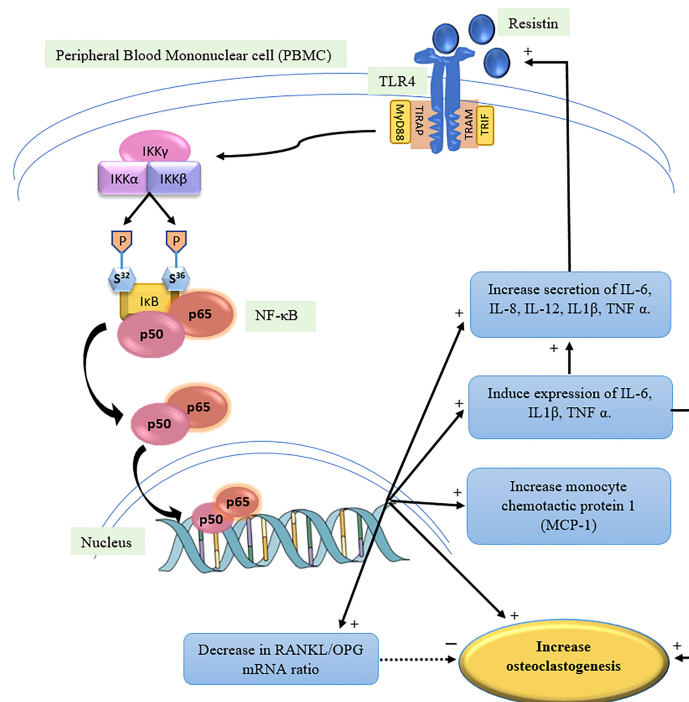 Resistin
+
Peripheral Blood Mononuclear cell (PBMC)
TLR4
MyD88
TIRAP
TRAM
TRIF
IKKγ
IKKα
IKKβ
P
P
S32
S36
IκB
p65
p50
NF-κB
Increase secretion of IL-6,
IL-8, IL-12, IL1β, TNF α.
+
+
p50
p65
Induce expression of IL-6,
IL1β, TNF α.
+
Increase monocyte
chemotactic protein 1
(MCP-1)
+
p65
p50
Nucleus
+
+
Decrease in RANKL/OPG
mRNA ratio
–
Increase
osteoclastogenesis
+